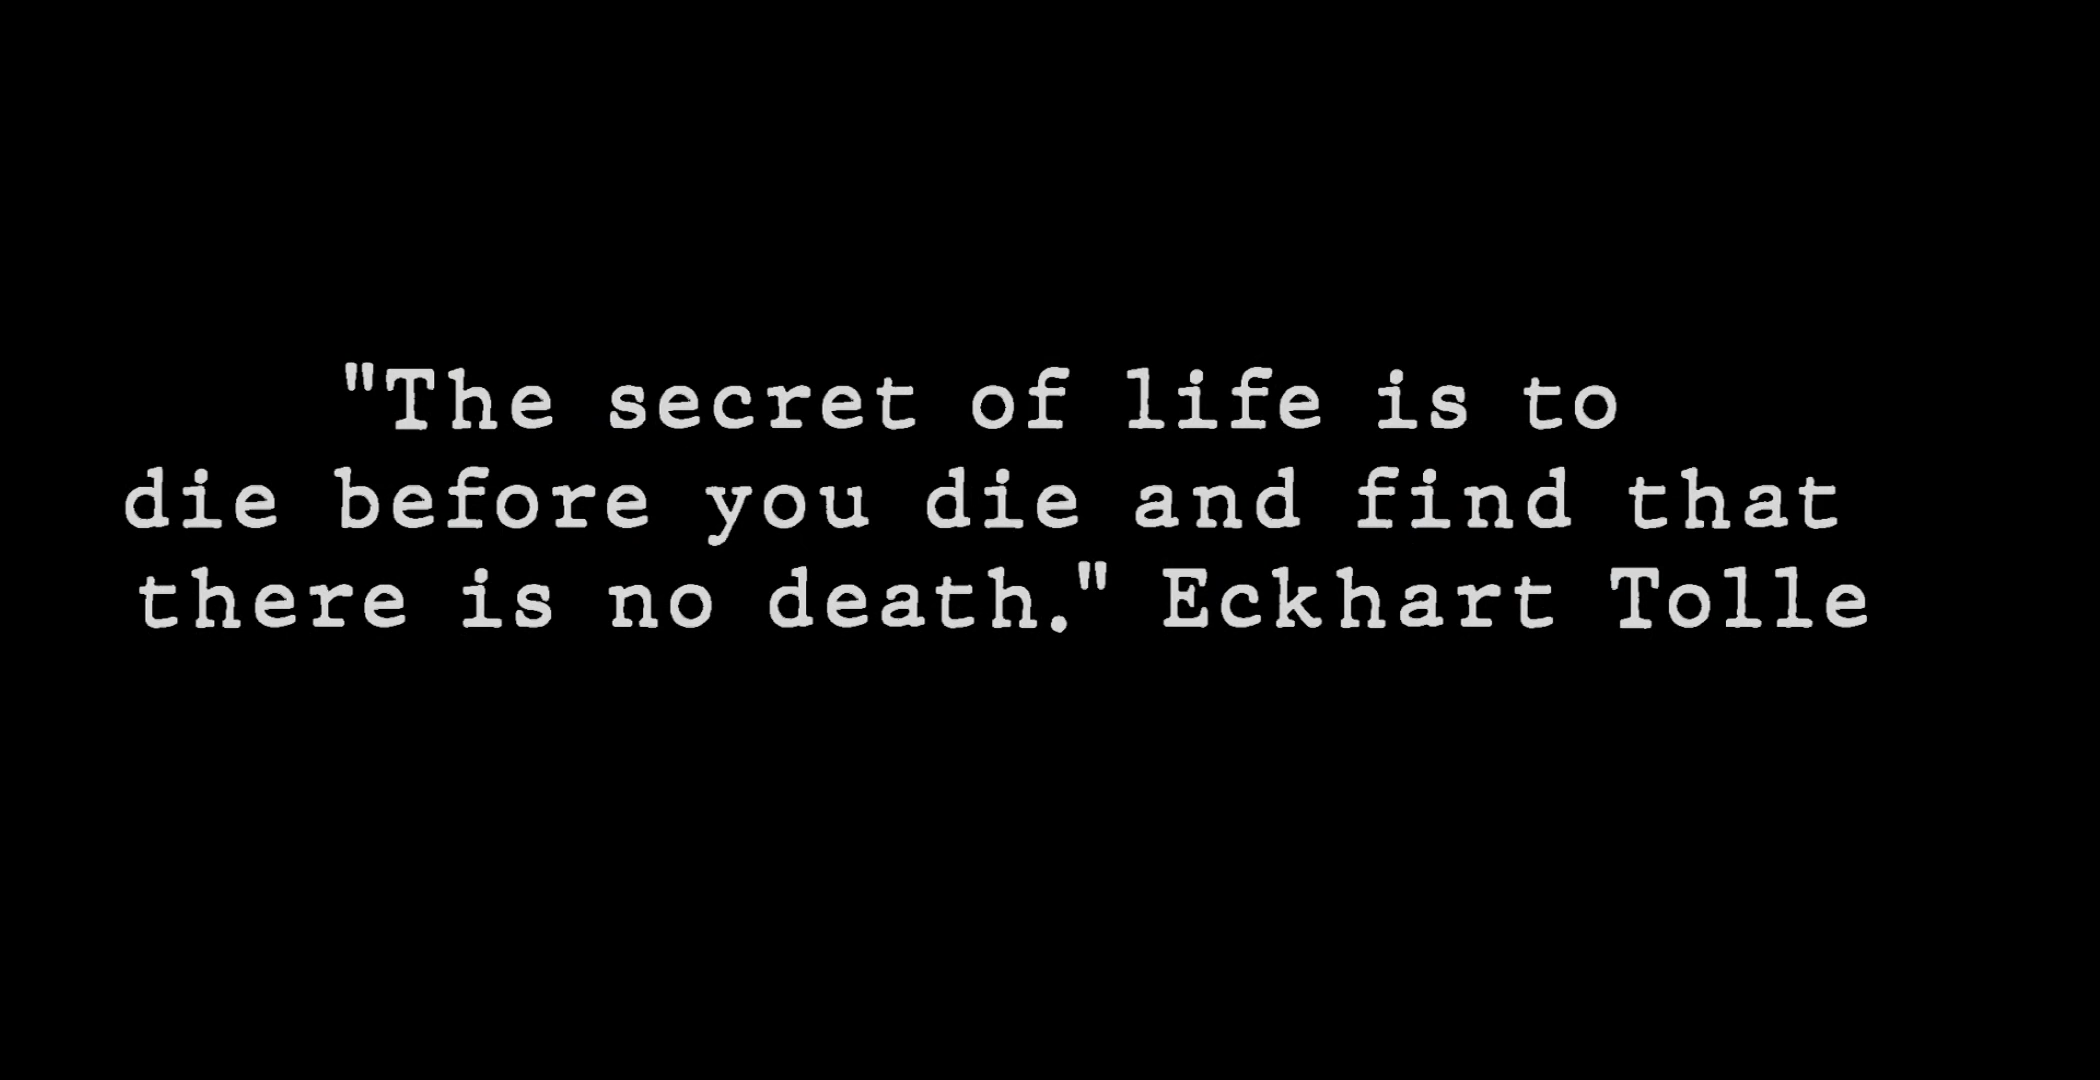 "The secret of life is to
die before you die and find that
there is no death." Eckhart Tolle